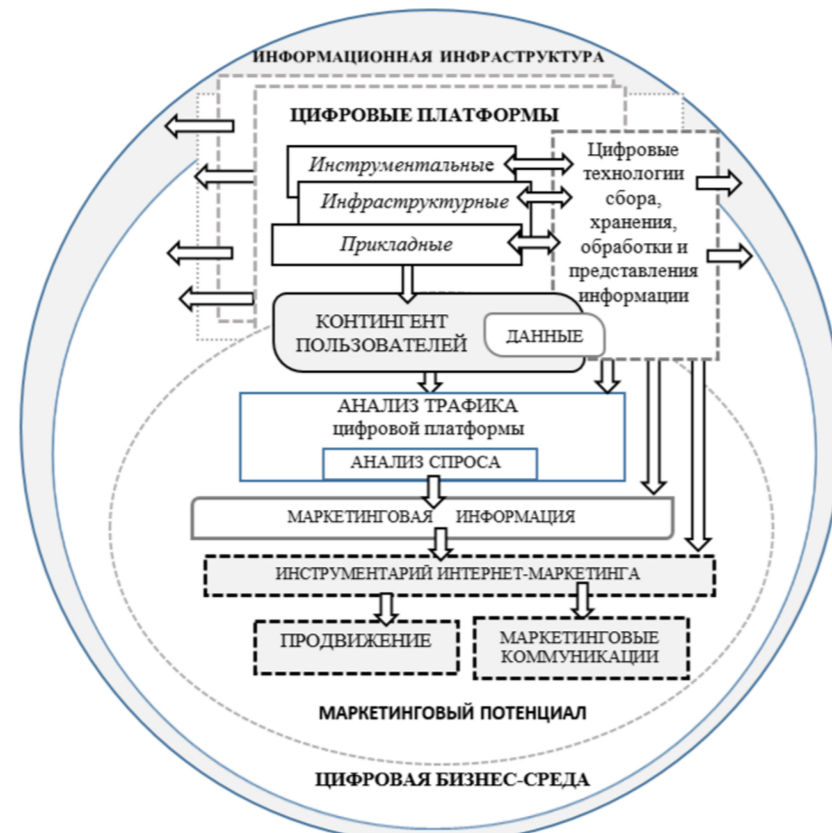 ИНФОРМАЦИОННАЯ ИНФРАСТРУКТУРА
ЦИФРОВЫЕ ПЛАТФОРМЫ
Инструментальные
Инфраструктурные
Прикладные
Цифровые
технологии
сбора,
хранения,
обработки и
представления
информации
КОНТИНГЕНТ
ПОЛЬЗОВАТЕЛЕЙ
ДАННЫЕ
АНАЛИЗ ТРАФИКА
цифровой платформы
АНАЛИЗ СПРОСА
МАРКЕТИНГОВАЯ ИНФОРМАЦИЯ
ИНСТРУМЕНТАРИЙ ИНТЕРНЕТ-МАРКЕТИНГА
ПРОДВИЖЕНИЕ
МАРКЕТИНГОВЫЕ
КОММУНИКАЦИИ
МАРКЕТИНГОВЫЙ ПОТЕНЦИАЛ
ЦИФРОВАЯ БИЗНЕС-СРЕДА